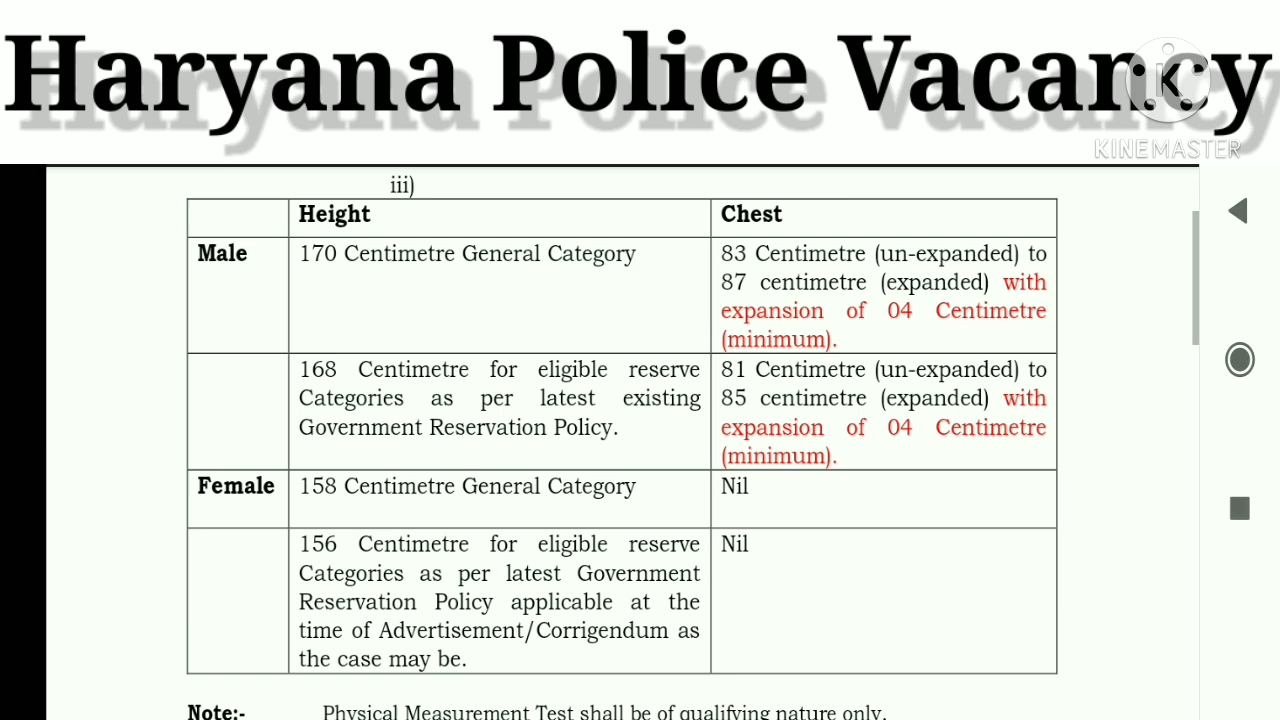 Haryana Police Vacancy
K
KINEMASTER
iii)
Height
Chest
Male
170 Centimetre General Category
83 Centimetre (un-expanded) to
87 centimetre (expanded) with
expansion of 04 Centimetre
(minimum).
168 Centimetre for eligible reserve
Categories as per latest existing
Government Reservation Policy.
81 Centimetre (un-expanded) to
85 centimetre (expanded) with
expansion of 04 Centimetre
(minimum).
Female
158 Centimetre General Category
Nil
156 Centimetre for eligible reserve
Categories as per latest Government
Reservation Policy applicable at the
time of Advertisement/Corrigendum as
the case may be.
Nil
Note:- Physical Measurement Test shall be of qualifying nature only.